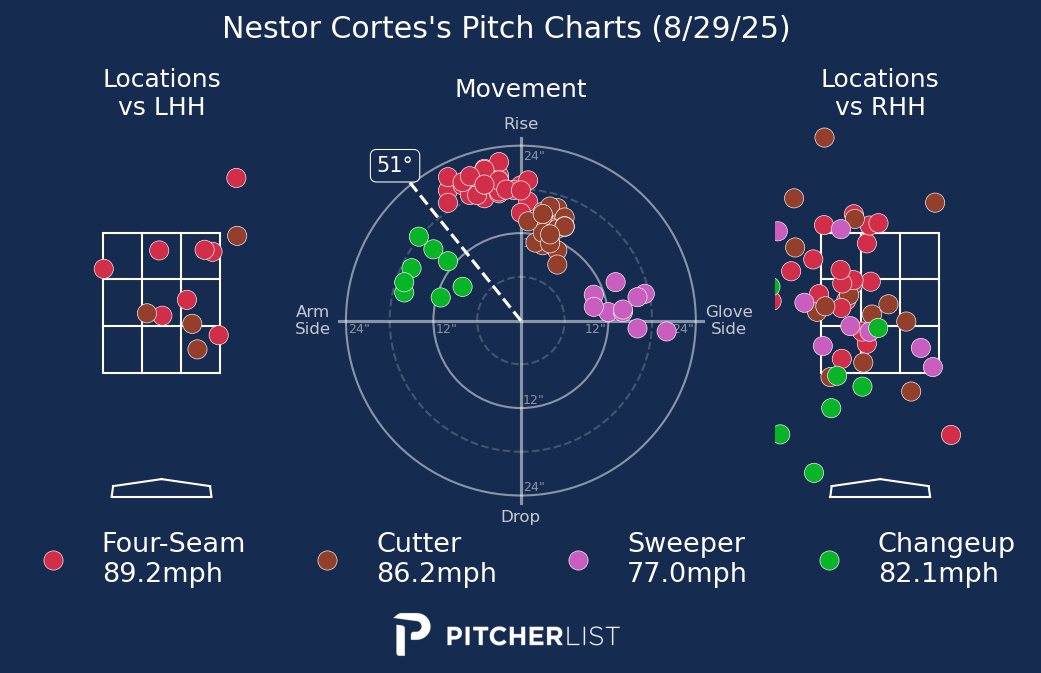 Nestor Cortes's Pitch Charts (8/29/25)
Locations
vs LHH
Movement
Locations
vs RHH
Rise
24"
51°
Arm
Side
24"
12"
12"
24"
Glove
Side
12"
24"
Drop
Four-Seam
89.2mph
Cutter
86.2mph
Sweeper
77.0mph
Changeup
82.1mph
PITCHERLIST